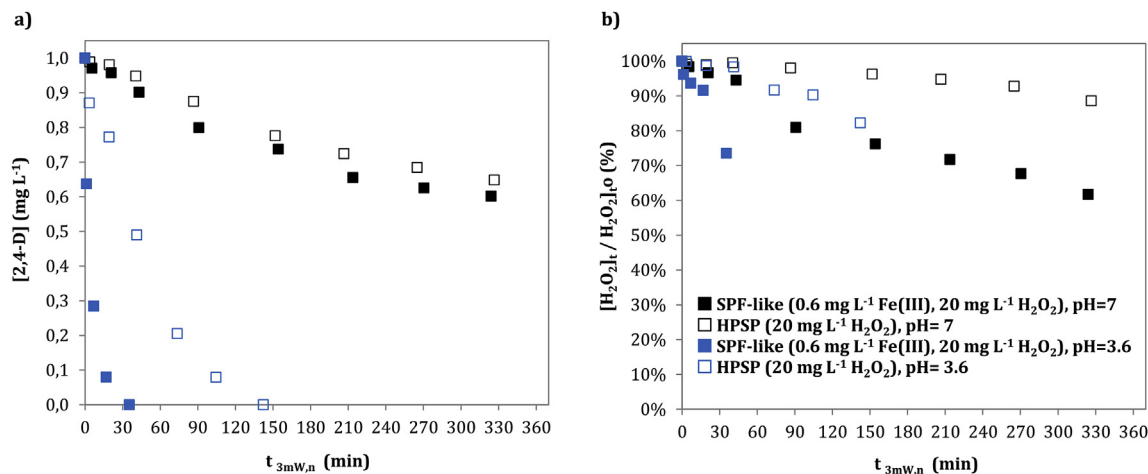 a)
[2,4-D] (mg L⁻¹)
1,0
0,9
0,8
0,7
0,6
0,5
0,4
0,3
0,2
0,1
0,0
0 30 60 90 120 150 180 210 240 270 300 330 360
t 3mW,n (min)
b)
[H₂O₂]t / H₂O₂]t0 (%)
100%
90%
80%
70%
60%
50%
40%
30%
20%
10%
0%
SPF-like (0.6 mg L⁻¹ Fe(III), 20 mg L⁻¹ H₂O₂), pH=7
HPSP (20 mg L⁻¹ H₂O₂), pH= 7
SPF-like (0.6 mg L⁻¹ Fe(III), 20 mg L⁻¹ H₂O₂), pH=3.6
HPSP (20 mg L⁻¹ H₂O₂), pH= 3.6
0 30 60 90 120 150 180 210 240 270 300 330 360
t 3mW,n (min)